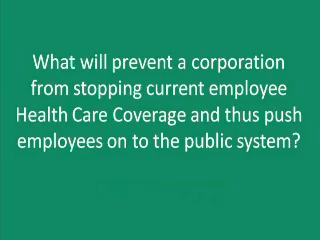 What will prevent a corporation
from stopping current employee
Health Care Coverage and thus push
employees on to the public system?